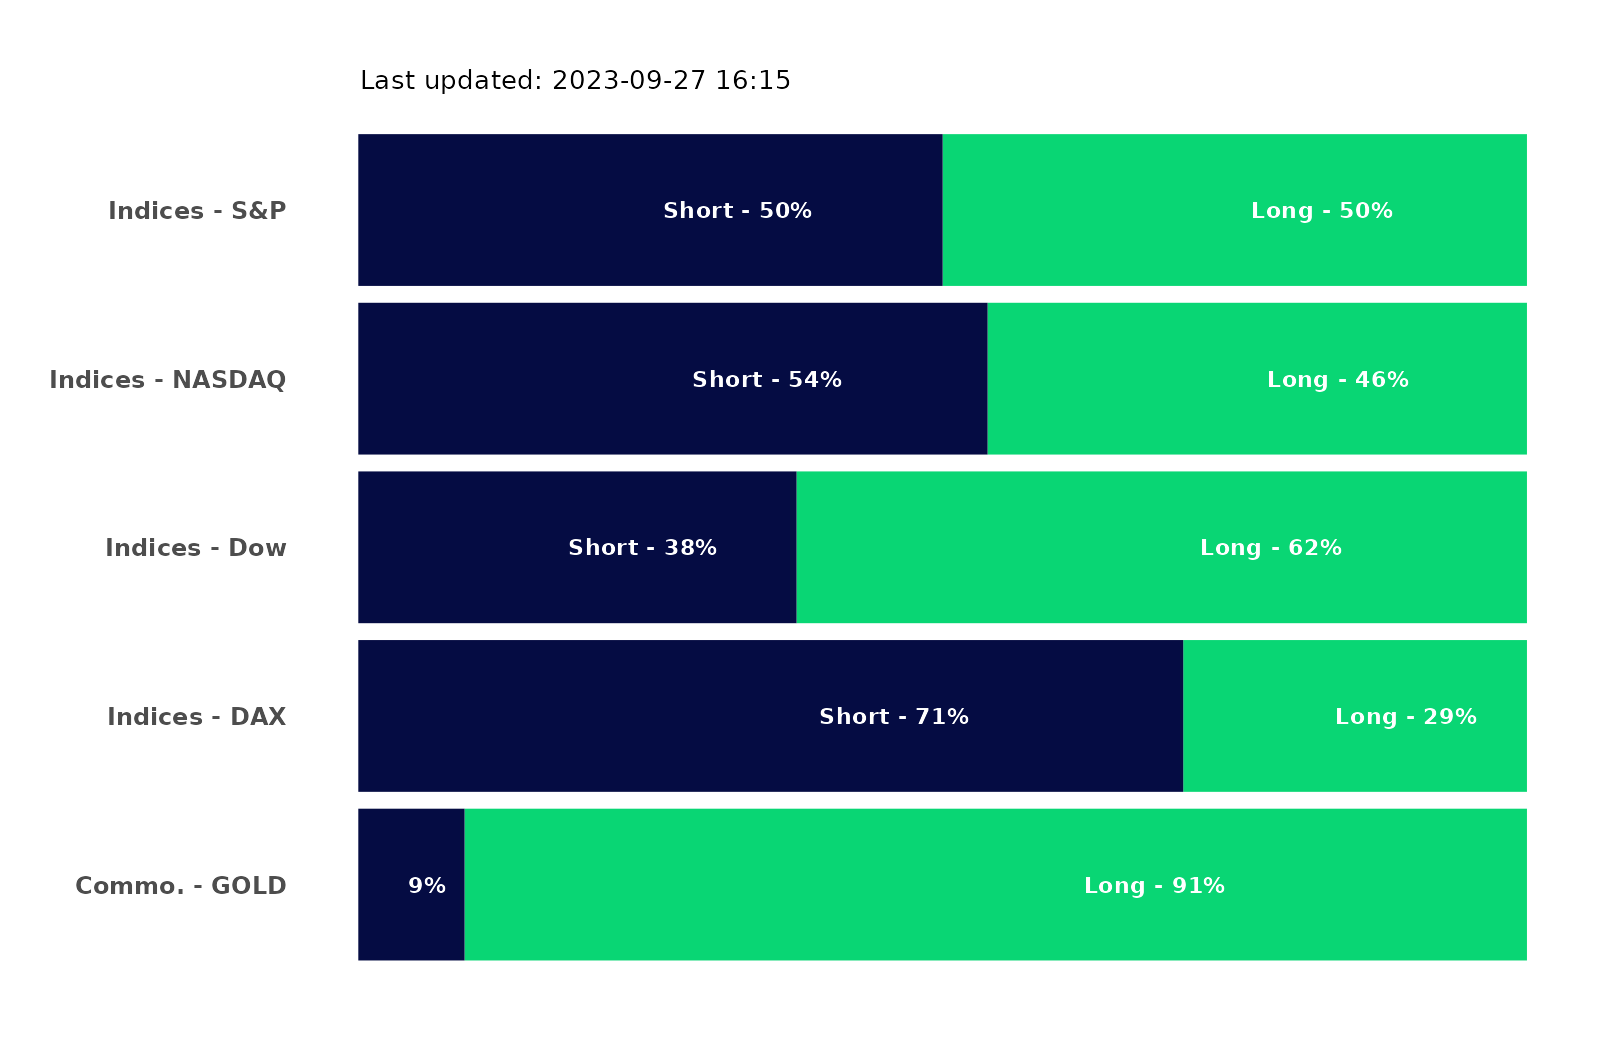 Last updated: 2023-09-27 16:15
Indices - S&P Short - 50% Long - 50%
Indices - NASDAQ Short - 54% Long - 46%
Indices - Dow Short - 38% Long - 62%
Indices - DAX Short - 71% Long - 29%
Commo. - GOLD 9% Long - 91%